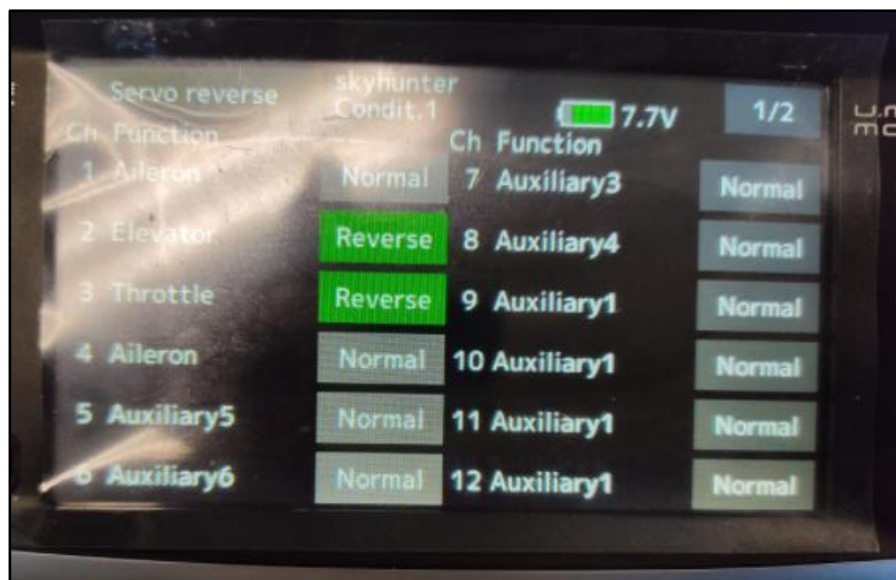 Servo reverse
skyhunter
Condit.1
7.7V
1/2
Ch Function
1 Aileron Normal
2 Elevator Reverse
3 Throttle Reverse
4 Aileron Normal
5 Auxiliary5 Normal
6 Auxiliary6 Normal
Ch Function
7 Auxiliary3 Normal
8 Auxiliary4 Normal
9 Auxiliary1 Normal
10 Auxiliary1 Normal
11 Auxiliary1 Normal
12 Auxiliary1 Normal